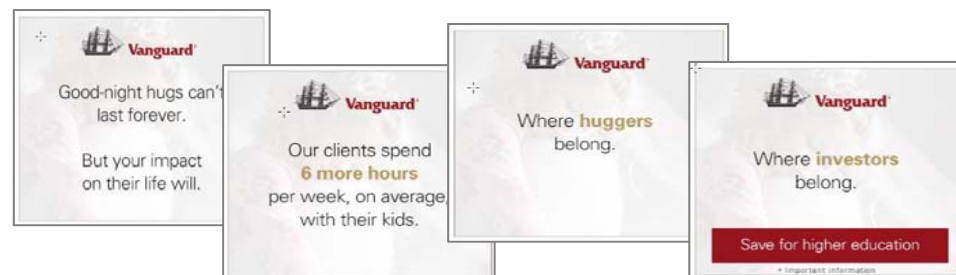 Vanguard
Good-night hugs can't
last forever.
But your impact
on their life will.
Vanguard
Our clients spend
6 more hours
per week, on average,
with their kids.
Vanguard
Where huggers
belong.
Vanguard
Where investors
belong.
Save for higher education
+ Important information